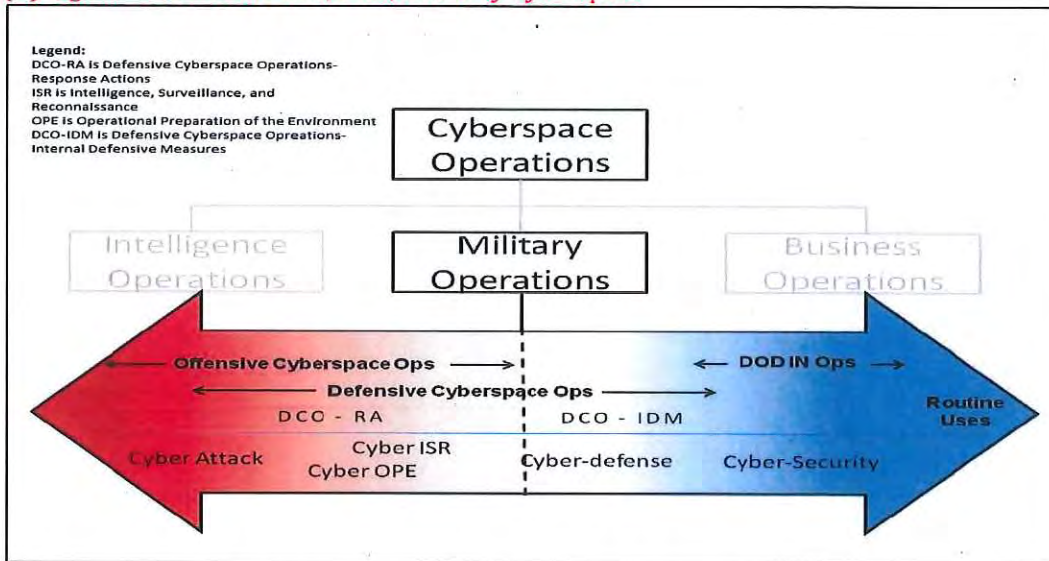 Legend:
DCO-RA is Defensive Cyberspace Operations-
Response Actions
ISR is Intelligence, Surveillance, and
Reconnaissance
OPE is Operational Preparation of the Environment
DCO-IDM is Defensive Cyberspace Opreations-
Internal Defensive Measures
Cyberspace
Operations
Intelligence
Operations
Military
Operations
Business
Operations
Offensive Cyberspace Ops
DOD IN Ops
Defensive Cyberspace Ops
Routine
Uses
DCO - RA
DCO - IDM
Cyber Attack
Cyber ISR
Cyber OPE
Cyber-defense
Cyber-Security